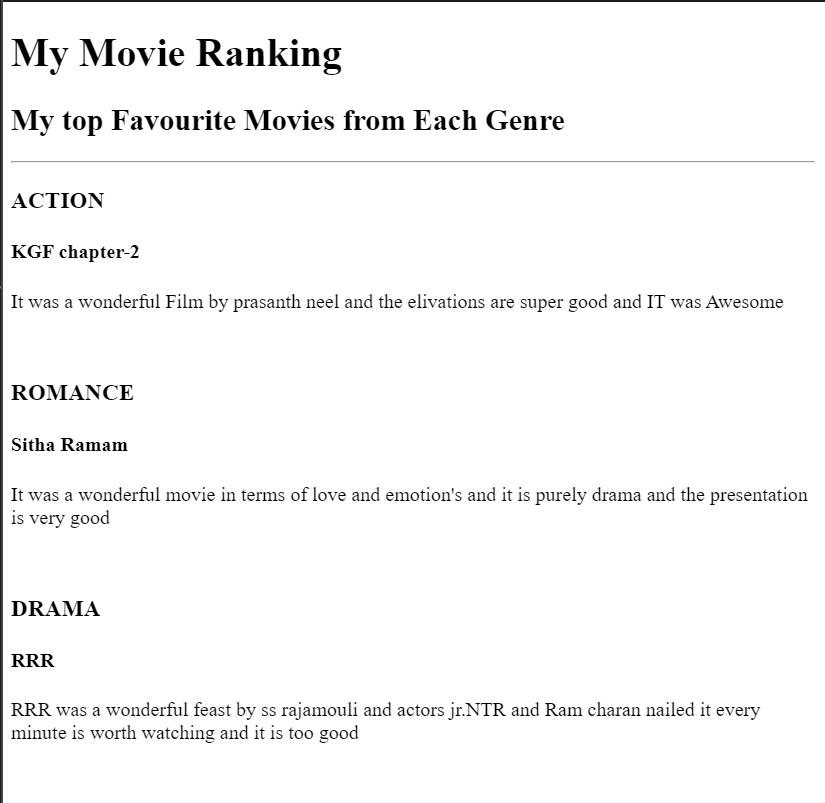 My Movie Ranking
My top Favourite Movies from Each Genre
ACTION
KGF chapter-2
It was a wonderful Film by prasanth neel and the elivations are super good and IT was Awesome
ROMANCE
Sitha Ramam
It was a wonderful movie in terms of love and emotion's and it is purely drama and the presentation
is very good
DRAMA
RRR
RRR was a wonderful feast by ss rajamouli and actors jr.NTR and Ram charan nailed it every
minute is worth watching and it is too good